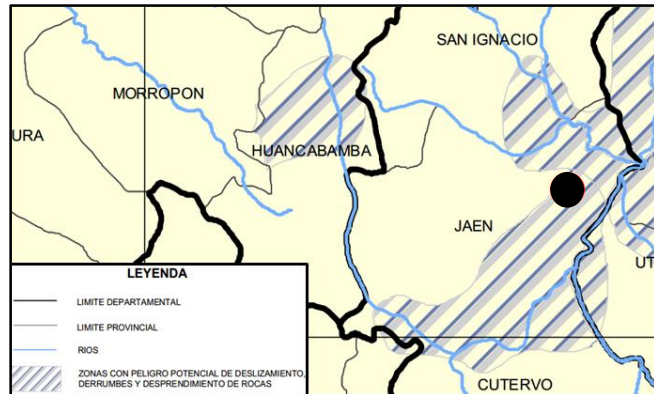 SAN IGNACIO
MORROPON
URA
HUANCABAMBA
JAEN
UT
LEYENDA
LIMITE DEPARTAMENTAL
LIMITE PROVINCIAL
RIOS
ZONAS CON PELIGRO POTENCIAL DE DESLIZAMIENTO,
DERRUMBES Y DESPRENDIMIENTO DE ROCAS
CUTERVO